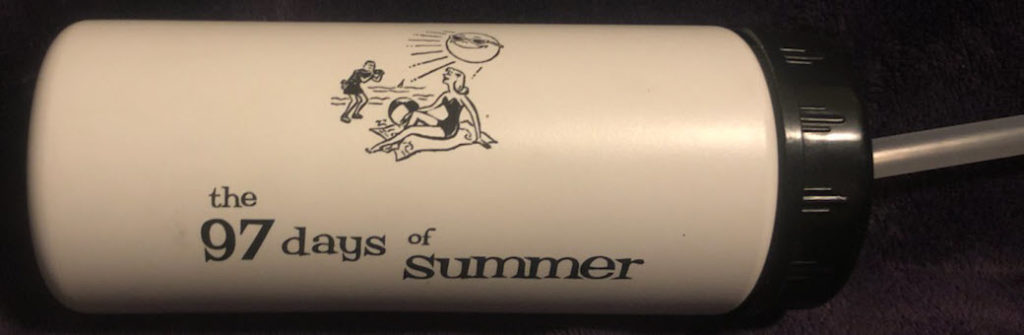 the
97 days of
summer